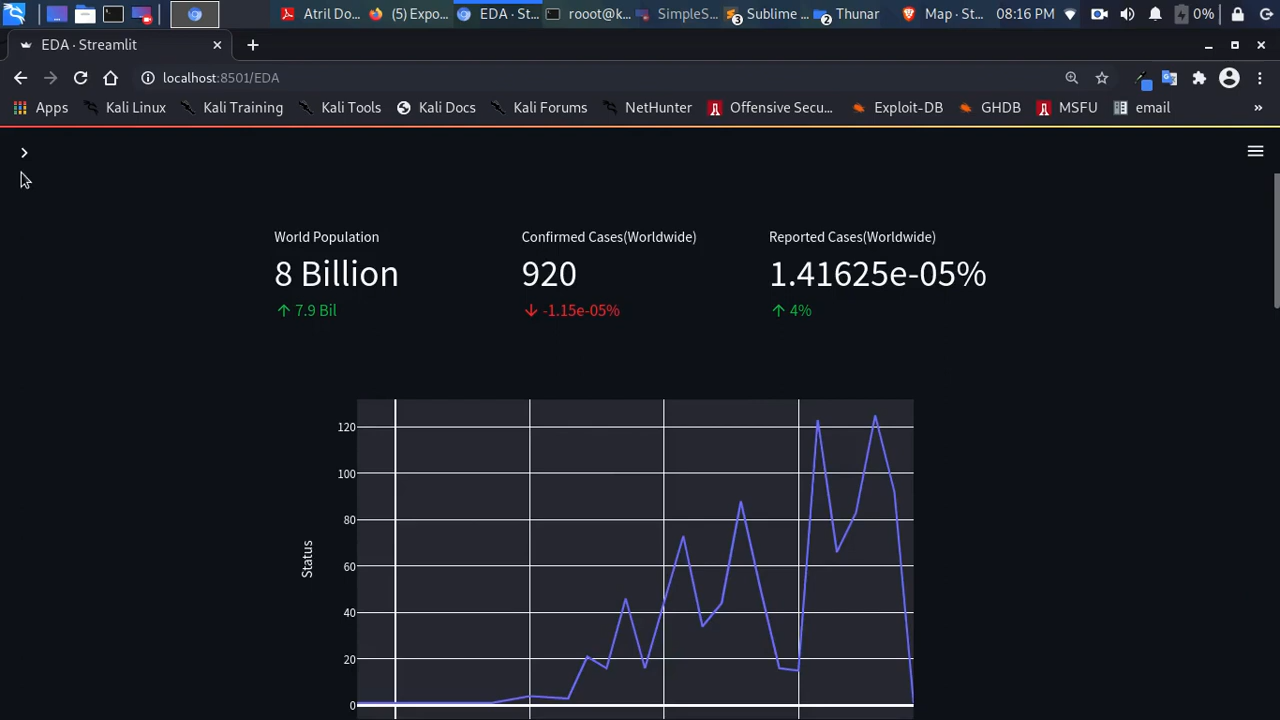 Atril Do... (5) Expo... EDA · St... rooot@k... SimpleS... 3 Sublime ... 2 Thunar Map · St... 08:16 PM 0%
EDA · Streamlit
localhost:8501/EDA
Apps Kali Linux Kali Training Kali Tools Kali Docs Kali Forums NetHunter Offensive Secu... Exploit-DB GHDB MSFU email »
World Population Confirmed Cases(Worldwide) Reported Cases(Worldwide)
8 Billion 920 1.41625e-05%
↑ 7.9 Bil ↓ -1.15e-05% ↑ 4%
120
100
80
60
Status
40
20
0